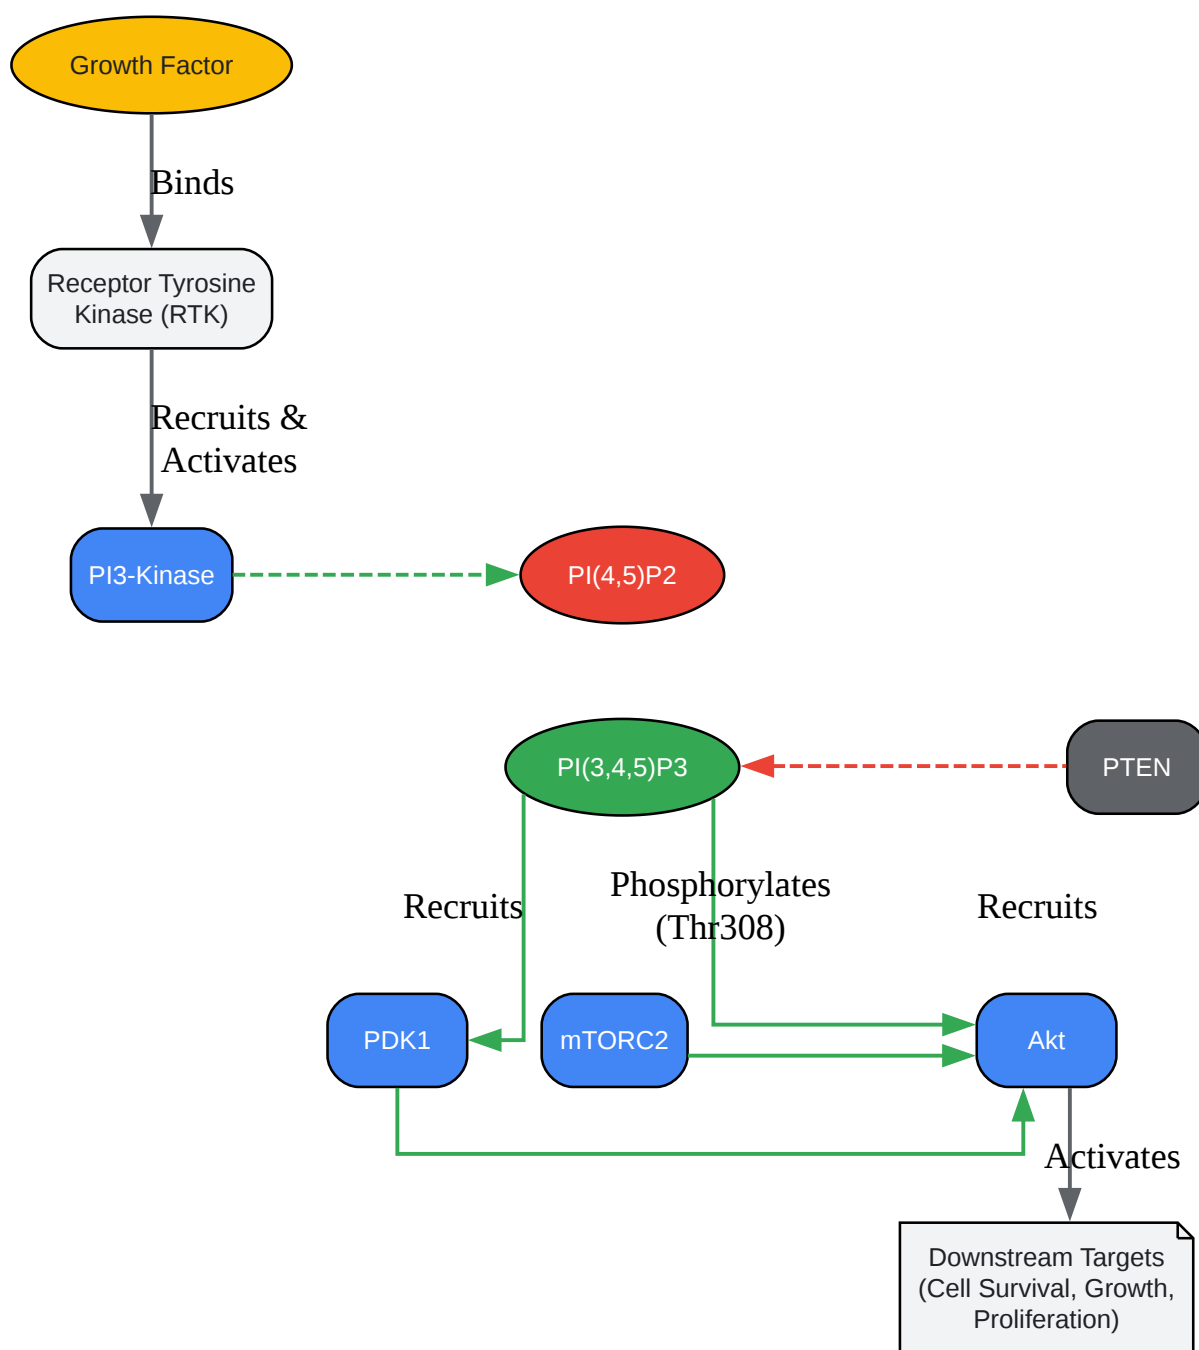 Growth Factor
Binds
Receptor Tyrosine
Kinase (RTK)
Recruits &
Activates
PI3-Kinase
PI(4,5)P2
PI(3,4,5)P3
PTEN
Recruits
Phosphorylates
(Thr308)
Recruits
PDK1
mTORC2
Akt
Activates
Downstream Targets
(Cell Survival, Growth,
Proliferation)